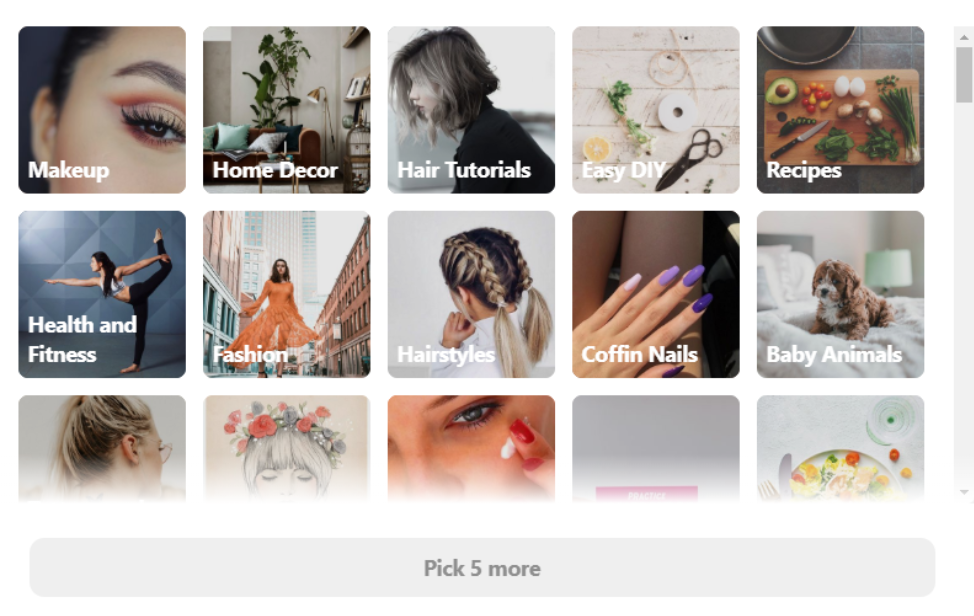 Makeup
Home Decor
Hair Tutorials
Easy DIY
Recipes
Health and
Fitness
Fashion
Hairstyles
Coffin Nails
Baby Animals
PRACTICE
Pick 5 more